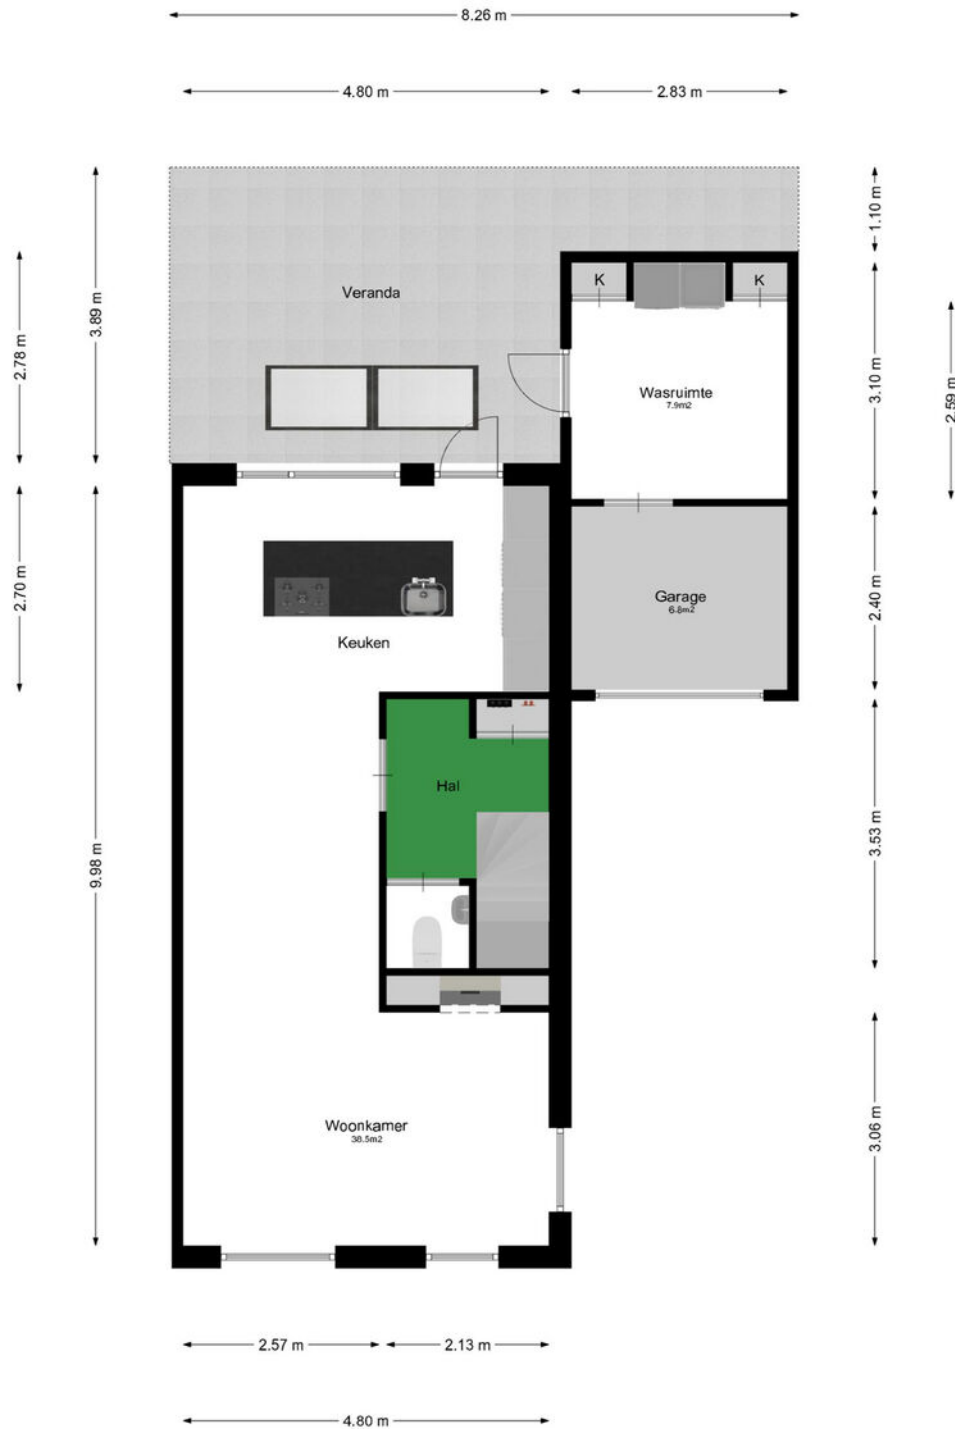 8.26 m
4.80 m
2.83 m
1.10 m
3.89 m
2.78 m
Veranda
K
K
3.10 m
2.59 m
Wasruimte
7.9m2
2.70 m
Keuken
Garage
6.8m2
2.40 m
Hal
9.98 m
3.53 m
Woonkamer
38.5m2
3.06 m
2.57 m
2.13 m
4.80 m